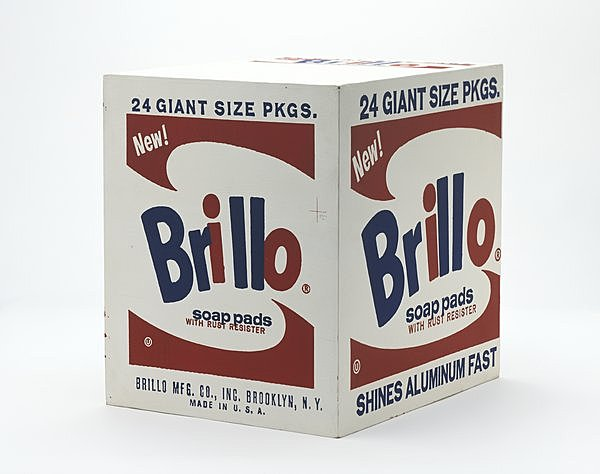 Brillo
24 GIANT SIZE PKGS.
New!
Brillo®
soap pads
WITH RUST RESISTER
U
BRILLO MFG. CO., INC. BROOKLYN, N. Y.
MADE IN U. S. A.
24 GIANT SIZE PKGS.
New!
Brillo®
soap pads
WITH RUST RESISTER
U
SHINES ALUMINUM FAST